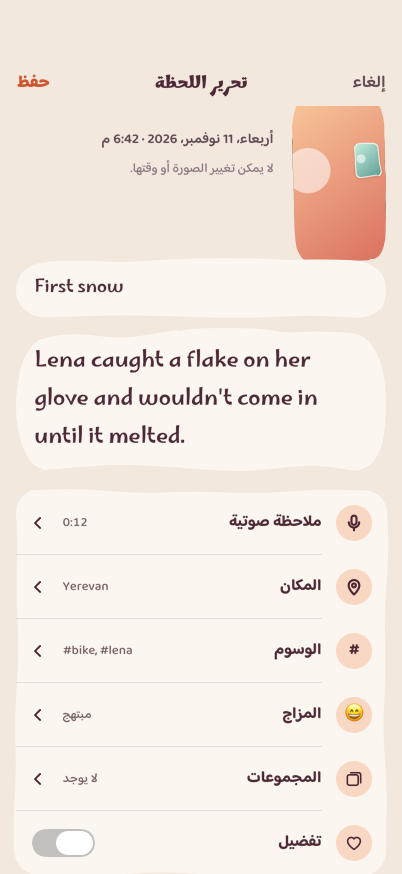 إلغاء
تحرير اللحظة
حفظ
أربعاء، 11 نوفمبر، 2026 · 6:42 م
لا يمكن تغيير الصورة أو وقتها.
First snow
Lena caught a flake on her
glove and wouldn't come in
until it melted.
ملاحظة صوتية
0:12
المكان
Yerevan
# الوسوم
#bike, #lena
المزاج
مبتهج
المجموعات
لا يوجد
تفضيل